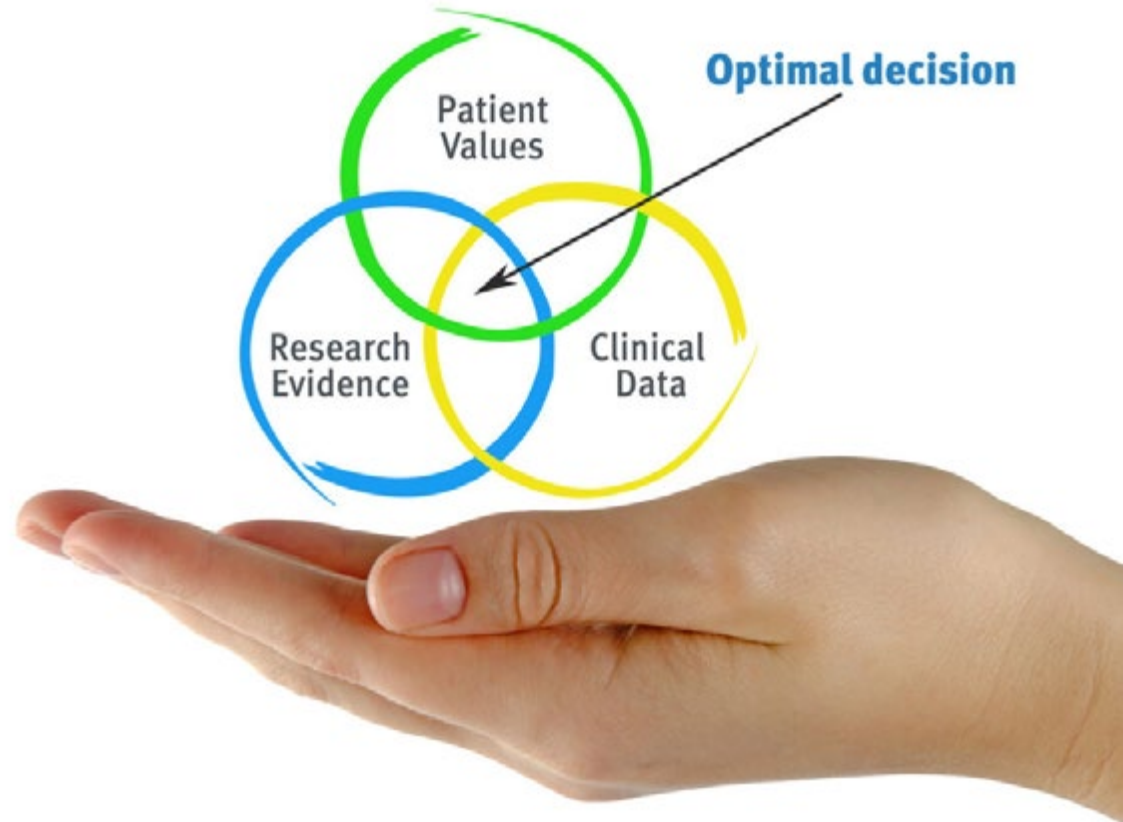 Optimal decision
Patient
Values
Research
Evidence
Clinical
Data